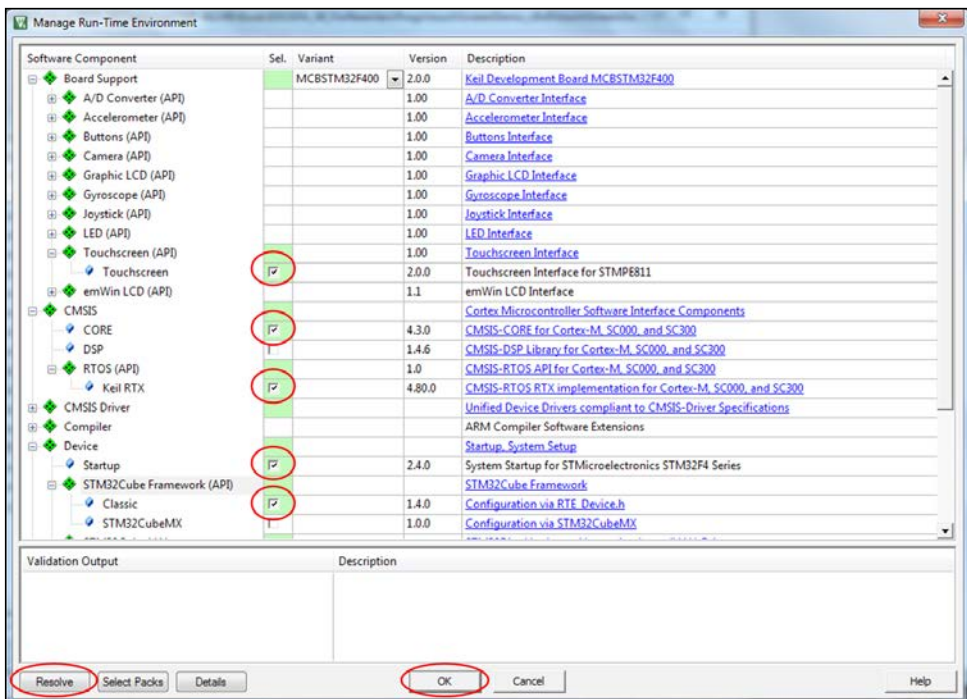 Manage Run-Time Environment
Software Component Sel. Variant Version Description
Board Support MCBSTM32F400 2.0.0 Keil Development Board MCBSTM32F400
A/D Converter (API) 1.00 A/D Converter Interface
Accelerometer (API) 1.00 Accelerometer Interface
Buttons (API) 1.00 Buttons Interface
Camera (API) 1.00 Camera Interface
Graphic LCD (API) 1.00 Graphic LCD Interface
Gyroscope (API) 1.00 Gyroscope Interface
Joystick (API) 1.00 Joystick Interface
LED (API) 1.00 LED Interface
Touchscreen (API) 1.00 Touchscreen Interface
Touchscreen 2.0.0 Touchscreen Interface for STMPE811
emWin LCD (API) 1.1 emWin LCD Interface
CMSIS Cortex Microcontroller Software Interface Components
CORE 4.3.0 CMSIS-CORE for Cortex-M, SC000, and SC300
DSP 1.4.6 CMSIS-DSP Library for Cortex-M, SC000, and SC300
RTOS (API) 1.0 CMSIS-RTOS API for Cortex-M, SC000, and SC300
Keil RTX 4.80.0 CMSIS-RTOS RTX implementation for Cortex-M, SC000, and SC300
CMSIS Driver Unified Device Drivers compliant to CMSIS-Driver Specifications
Compiler ARM Compiler Software Extensions
Device Startup, System Setup
Startup 2.4.0 System Startup for STMicroelectronics STM32F4 Series
STM32Cube Framework (API) STM32Cube Framework
Classic 1.4.0 Configuration via RTE_Device.h
STM32CubeMX 1.0.0 Configuration via STM32CubeMX
Validation Output Description
Resolve Select Packs Details OK Cancel Help